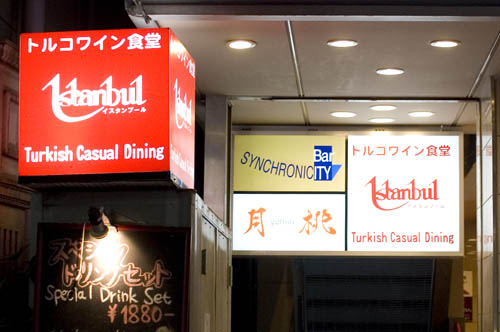 トルコワイン食堂
Istanbul
イスタンブール
Turkish Casual Dining
SYNCHRONICITY
Bar
月桃
トルコワイン食堂
Istanbul
イスタンブール
Turkish Casual Dining
スペシャル
ドリンクセット
Special Drink Set
¥1880-